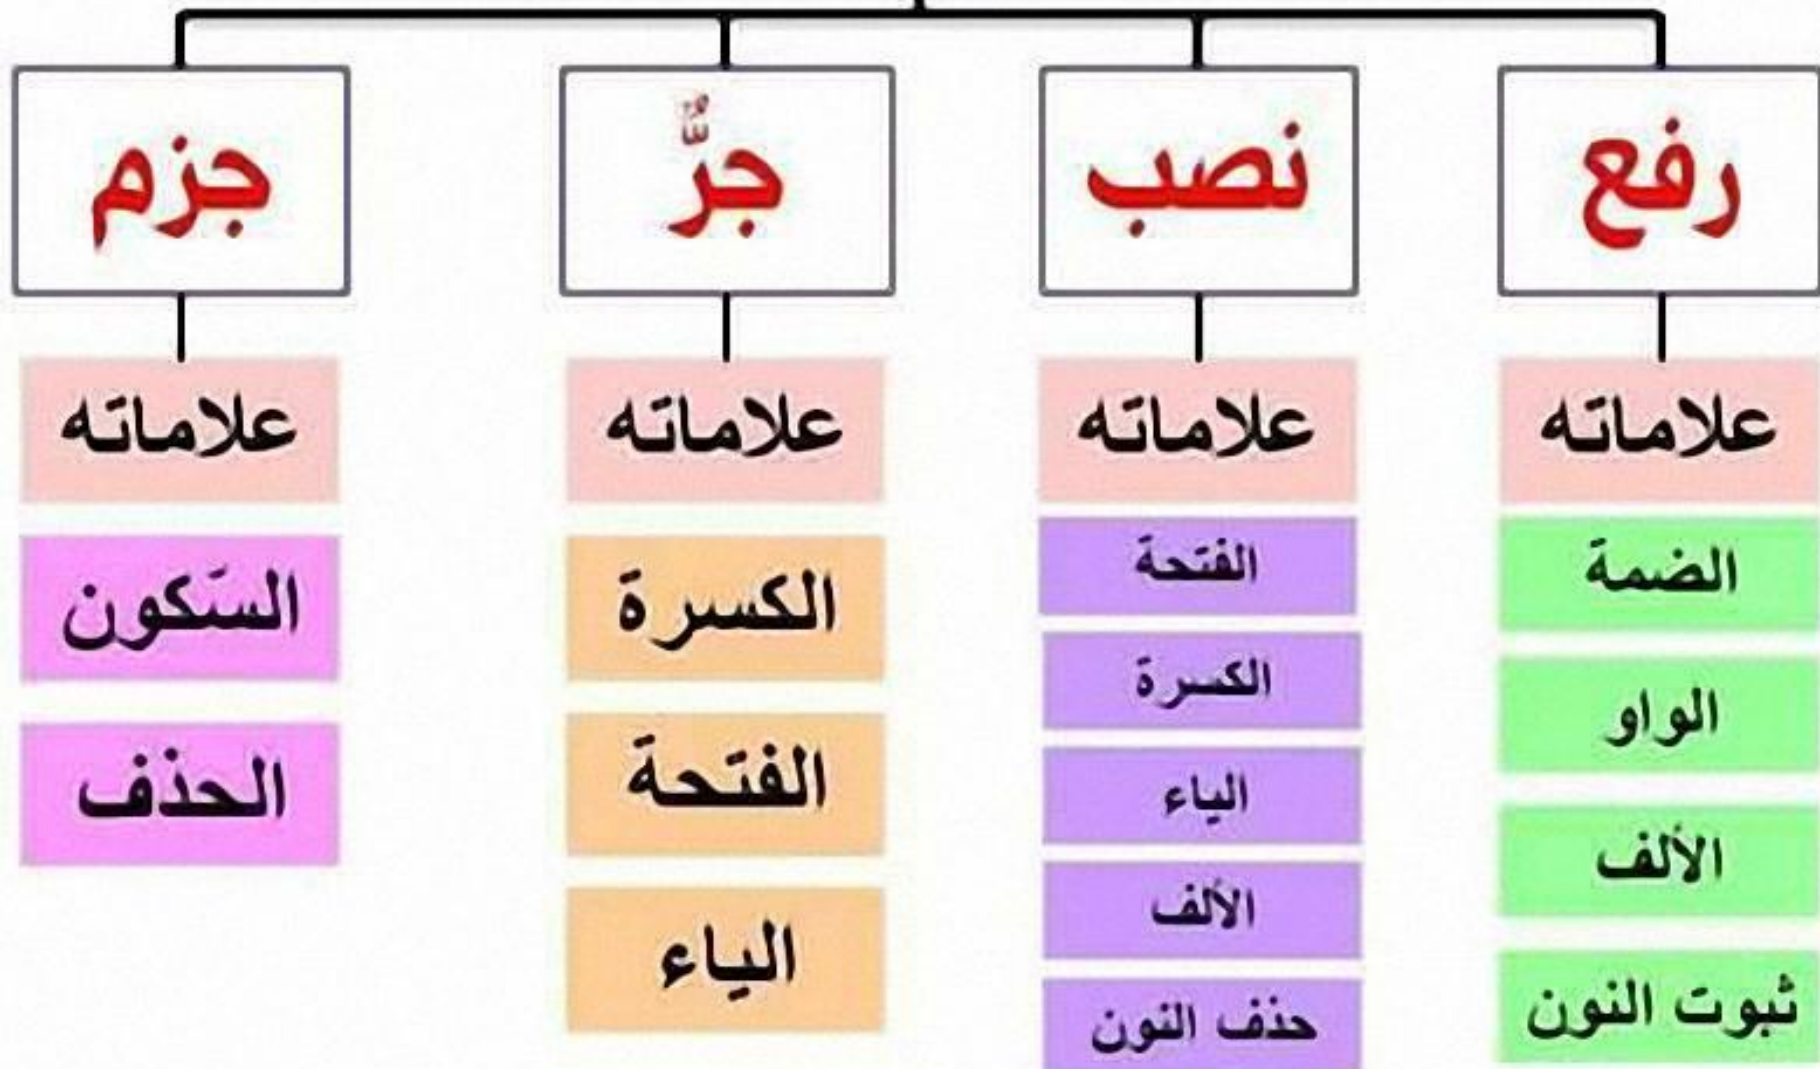 رفع
نصب
جرٌّ
جزم
علاماته
علاماته
علاماته
علاماته
الضمة
الواو
الألف
ثبوت النون
الفتحة
الكسرة
الياء
الألف
حذف النون
الكسرة
الفتحة
الياء
السّكون
الحذف